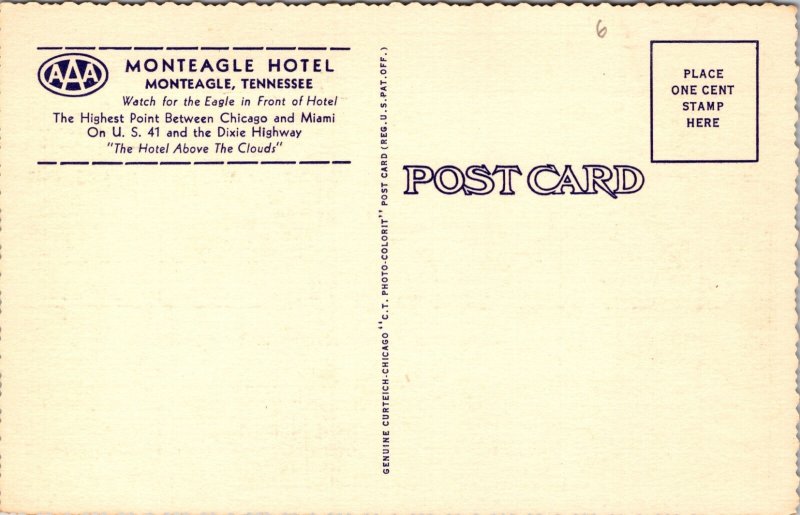 AAA
MONTEAGLE HOTEL
MONTEAGLE, TENNESSEE
Watch for the Eagle in Front of Hotel
The Highest Point Between Chicago and Miami
On U. S. 41 and the Dixie Highway
"The Hotel Above The Clouds"
GENUINE CURTEICH-CHICAGO "C.T. PHOTO-COLORIT" POST CARD (REG. U.S. PAT. OFF.)
POST CARD
6
PLACE
ONE CENT
STAMP
HERE